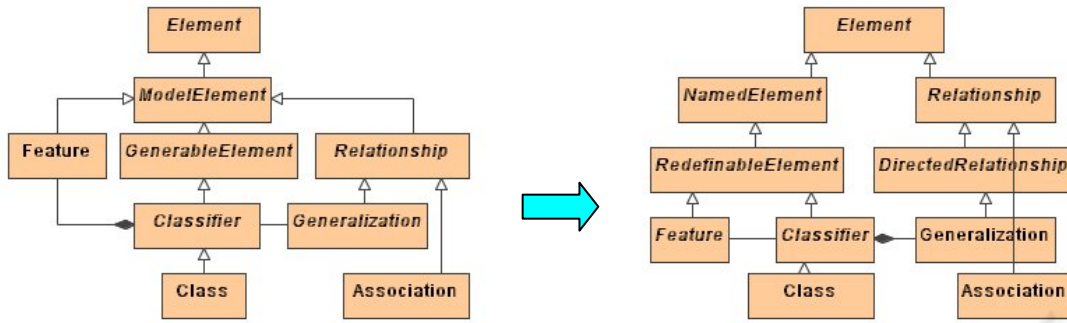 Element
ModelElement
Feature
GenerableElement
Relationship
Classifier
Generalization
Class
Association
Element
NamedElement
Relationship
RedefinableElement
DirectedRelationship
Feature
Classifier
Generalization
Class
Association